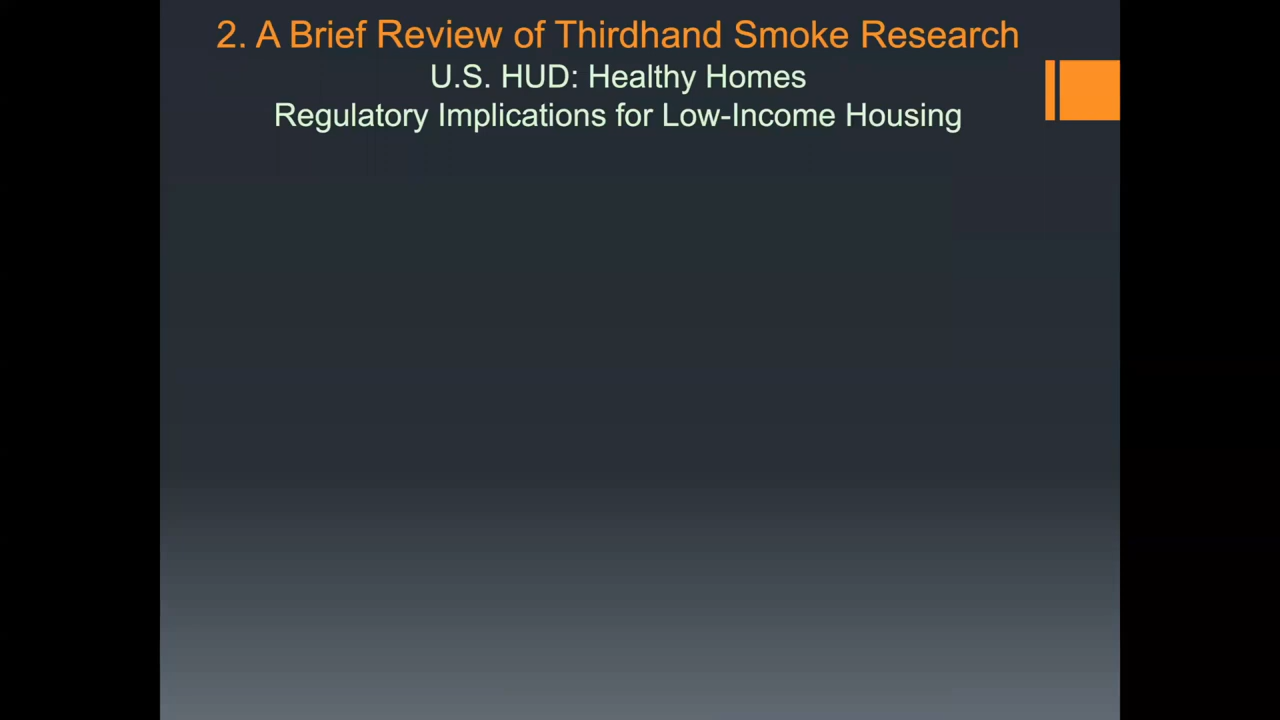 2. A Brief Review of Thirdhand Smoke Research
U.S. HUD: Healthy Homes
Regulatory Implications for Low-Income Housing